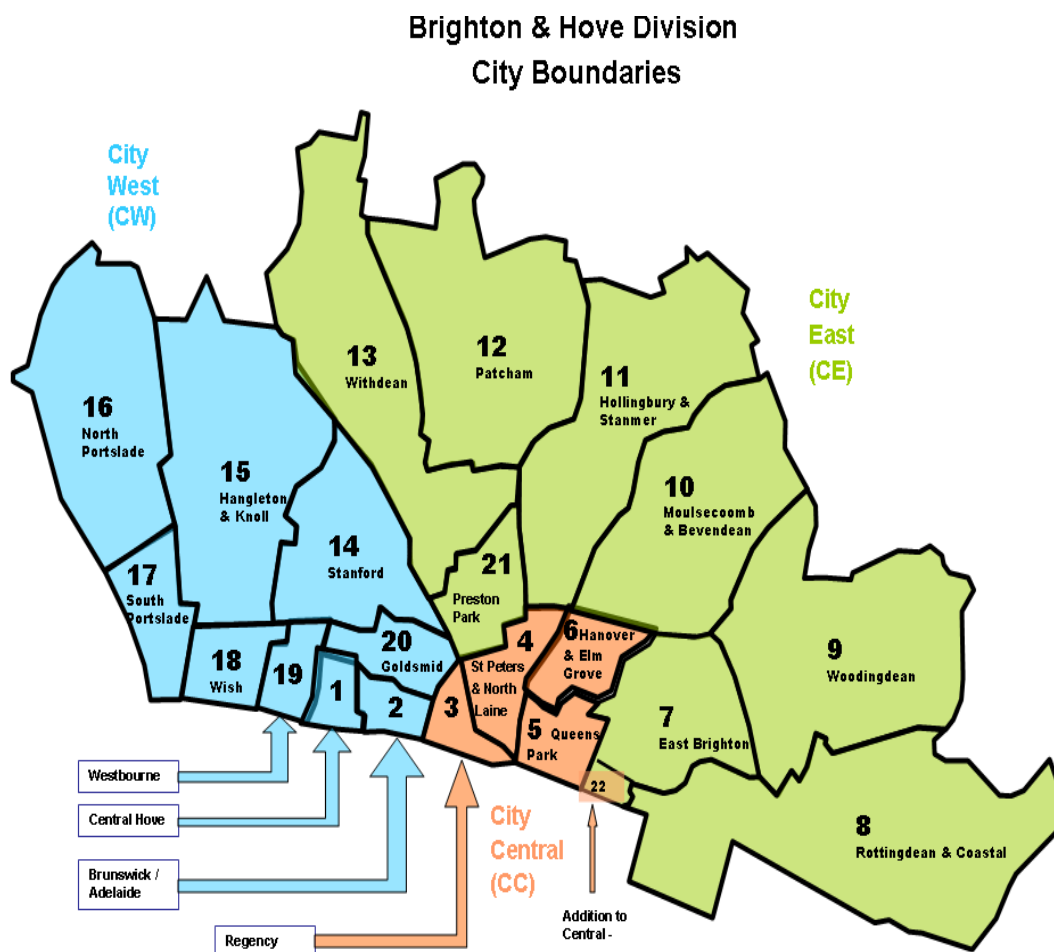 Brighton & Hove Division
City Boundaries
City
West
(CW)
City
East
(CE)
13
Withdean
12
Patcham
11
Hollingbury &
Stanmer
16
North
Portslade
15
Hangleton
& Knoll
10
Moulsecoomb
& Bevendean
14
Stanford
21
Preston
Park
17
South
Portslade
20
Goldsmid
4
St Peters
& North
Laine
6 Hanover
& Elm
Grove
9
Woodingdean
18
Wish
19
1
2
3
5 Queens
Park
7
East Brighton
22
8
Rottingdean & Coastal
Westbourne
Central Hove
Brunswick /
Adelaide
Regency
City
Central
(CC)
Addition to
Central -